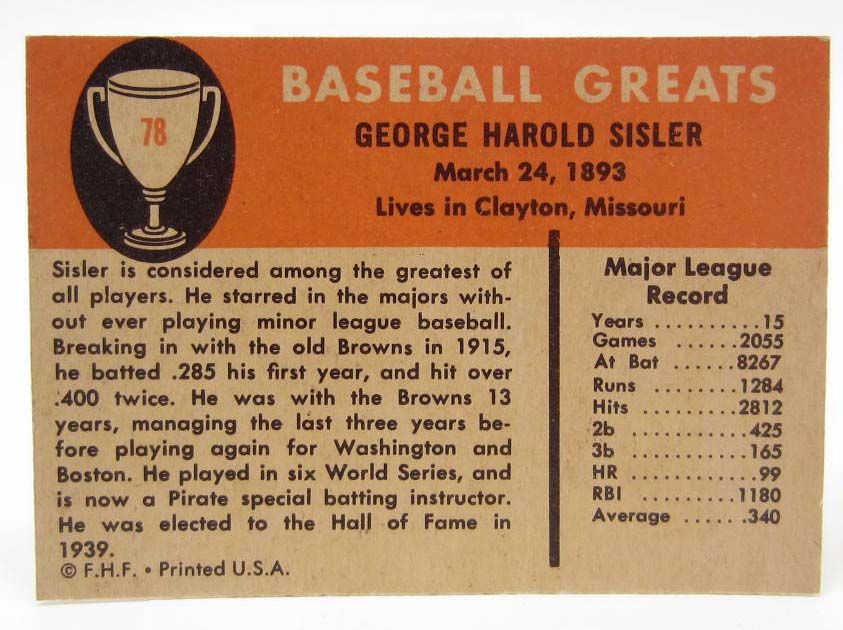 78
BASEBALL GREATS
GEORGE HAROLD SISLER
March 24, 1893
Lives in Clayton, Missouri
Sisler is considered among the greatest of
all players. He starred in the majors with-
out ever playing minor league baseball.
Breaking in with the old Browns in 1915,
he batted .285 his first year, and hit over
.400 twice. He was with the Browns 13
years, managing the last three years be-
fore playing again for Washington and
Boston. He played in six World Series, and
is now a Pirate special batting instructor.
He was elected to the Hall of Fame in
1939.
© F.H.F. • Printed U.S.A.
Major League
Record
Years ..........15
Games ......2055
At Bat ......8267
Runs .........1284
Hits .........2812
2b ............425
3b ............165
HR ............99
RBI .........1180
Average ......340